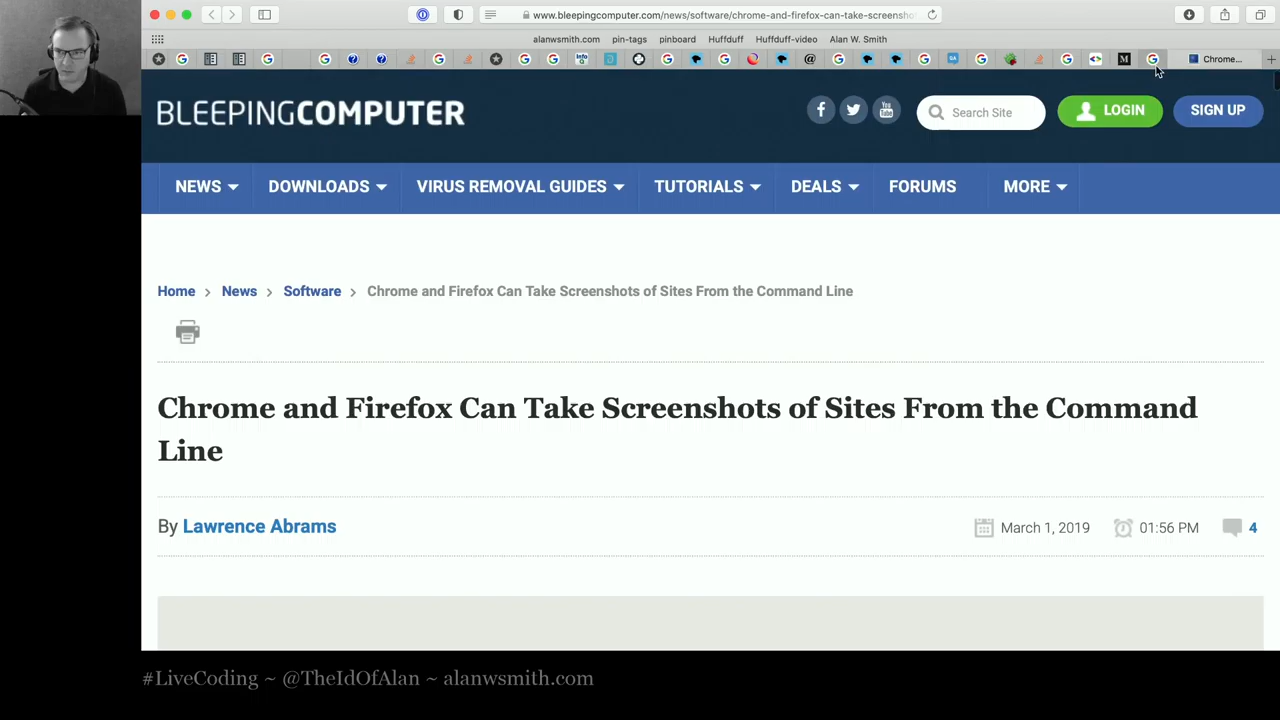 www.bleepingcomputer.com/news/software/chrome-and-firefox-can-take-screensho
alanwsmith.com pin-tags pinboard Huffduff Huffduff-video Alan W. Smith
Chrome...
BLEEPINGCOMPUTER
Search Site
LOGIN
SIGN UP
NEWS DOWNLOADS VIRUS REMOVAL GUIDES TUTORIALS DEALS FORUMS MORE
Home > News > Software > Chrome and Firefox Can Take Screenshots of Sites From the Command Line
Chrome and Firefox Can Take Screenshots of Sites From the Command
Line
By Lawrence Abrams
March 1, 2019 01:56 PM 4
#LiveCoding ~ @TheIdOfAlan ~ alanwsmith.com